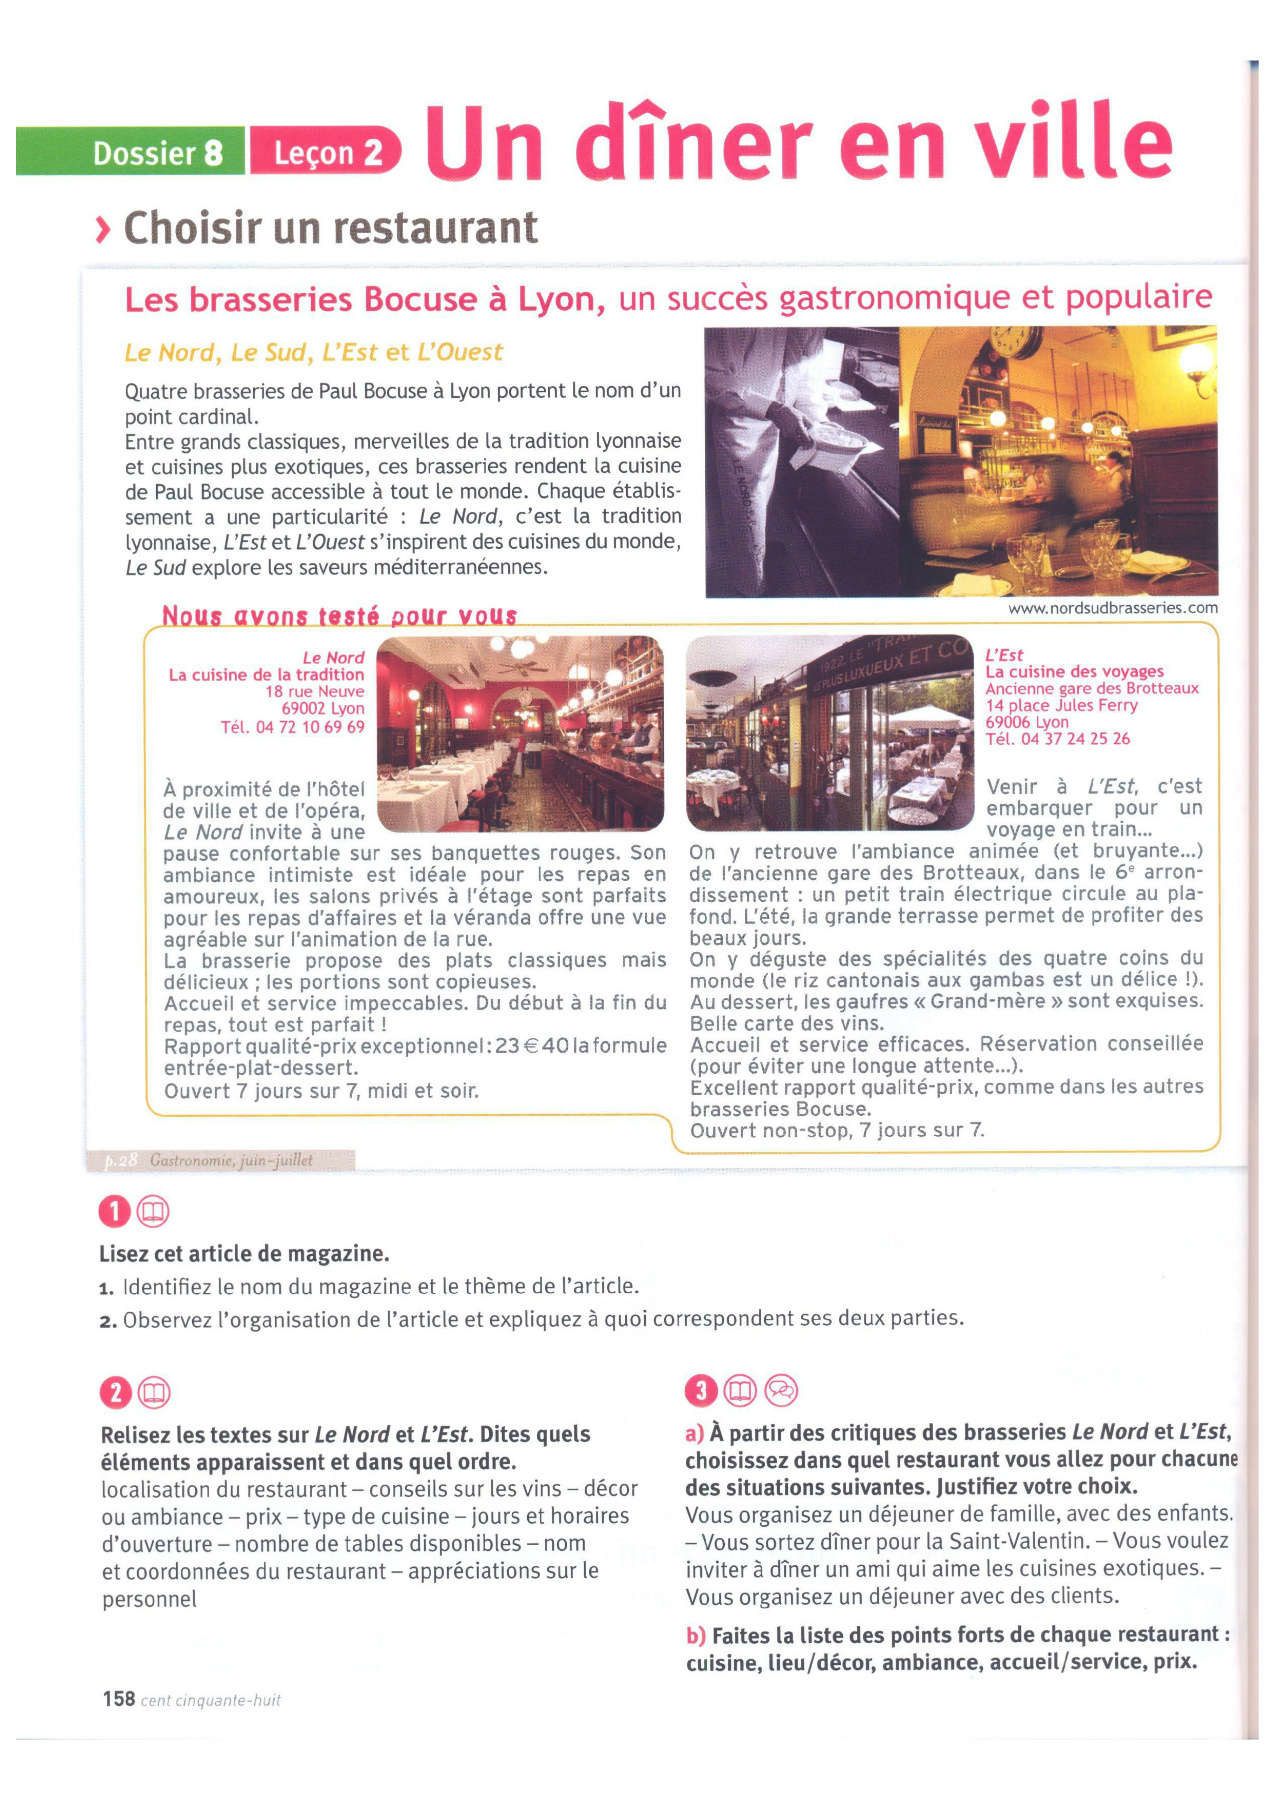 Dossier 8 Leçon 2 Un dîner en ville
› Choisir un restaurant
Les brasseries Bocuse à Lyon, un succès gastronomique et populaire
Le Nord, Le Sud, L'Est et L'Ouest
Quatre brasseries de Paul Bocuse à Lyon portent le nom d'un
point cardinal.
Entre grands classiques, merveilles de la tradition lyonnaise
et cuisines plus exotiques, ces brasseries rendent la cuisine
de Paul Bocuse accessible à tout le monde. Chaque établis-
sement a une particularité : Le Nord, c'est la tradition
lyonnaise, L'Est et L'Ouest s'inspirent des cuisines du monde,
Le Sud explore les saveurs méditerranéennes.
LE NORD
www.nordsudbrasseries.com
Nous avons testé pour vous
Le Nord
La cuisine de la tradition
18 rue Neuve
69002 Lyon
Tél. 04 72 10 69 69
À proximité de l'hôtel
de ville et de l'opéra,
Le Nord invite à une
pause confortable sur ses banquettes rouges. Son
ambiance intimiste est idéale pour les repas en
amoureux, les salons privés à l'étage sont parfaits
pour les repas d'affaires et la véranda offre une vue
agréable sur l'animation de la rue.
La brasserie propose des plats classiques mais
délicieux ; les portions sont copieuses.
Accueil et service impeccables. Du début à la fin du
repas, tout est parfait !
Rapport qualité-prix exceptionnel : 23 € 40 la formule
entrée-plat-dessert.
Ouvert 7 jours sur 7, midi et soir.
1922. LE "TRAI
LE PLUS LUXUEUX ET CO
L'Est
La cuisine des voyages
Ancienne gare des Brotteaux
14 place Jules Ferry
69006 Lyon
Tél. 04 37 24 25 26
Venir à L'Est, c'est
embarquer pour un
voyage en train...
On y retrouve l'ambiance animée (et bruyante...)
de l'ancienne gare des Brotteaux, dans le 6e arron-
dissement : un petit train électrique circule au pla-
fond. L'été, la grande terrasse permet de profiter des
beaux jours.
On y déguste des spécialités des quatre coins du
monde (le riz cantonais aux gambas est un délice !).
Au dessert, les gaufres « Grand-mère » sont exquises.
Belle carte des vins.
Accueil et service efficaces. Réservation conseillée
(pour éviter une longue attente...).
Excellent rapport qualité-prix, comme dans les autres
brasseries Bocuse.
Ouvert non-stop, 7 jours sur 7.
p.28 Gastronomie, juin-juillet
1
Lisez cet article de magazine.
1. Identifiez le nom du magazine et le thème de l'article.
2. Observez l'organisation de l'article et expliquez à quoi correspondent ses deux parties.
2
Relisez les textes sur Le Nord et L'Est. Dites quels
éléments apparaissent et dans quel ordre.
localisation du restaurant – conseils sur les vins – décor
ou ambiance – prix – type de cuisine – jours et horaires
d'ouverture – nombre de tables disponibles – nom
et coordonnées du restaurant – appréciations sur le
personnel
3
a) À partir des critiques des brasseries Le Nord et L'Est,
choisissez dans quel restaurant vous allez pour chacune
des situations suivantes. Justifiez votre choix.
Vous organisez un déjeuner de famille, avec des enfants.
– Vous sortez dîner pour la Saint-Valentin. – Vous voulez
inviter à dîner un ami qui aime les cuisines exotiques. –
Vous organisez un déjeuner avec des clients.
b) Faites la liste des points forts de chaque restaurant :
cuisine, lieu/décor, ambiance, accueil/service, prix.
158 cent cinquante-huit